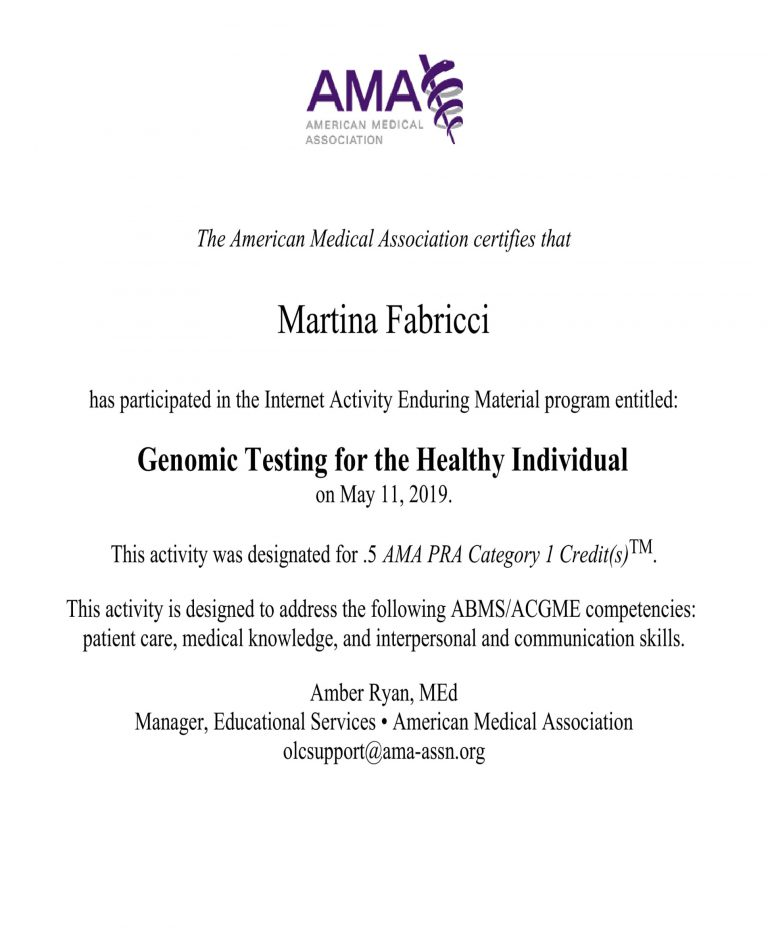 AMA
AMERICAN MEDICAL
ASSOCIATION
The American Medical Association certifies that
Martina Fabricci
has participated in the Internet Activity Enduring Material program entitled:
Genomic Testing for the Healthy Individual
on May 11, 2019.
This activity was designated for .5 AMA PRA Category 1 Credit(s)TM.
This activity is designed to address the following ABMS/ACGME competencies:
patient care, medical knowledge, and interpersonal and communication skills.
Amber Ryan, MEd
Manager, Educational Services • American Medical Association
olcsupport@ama-assn.org